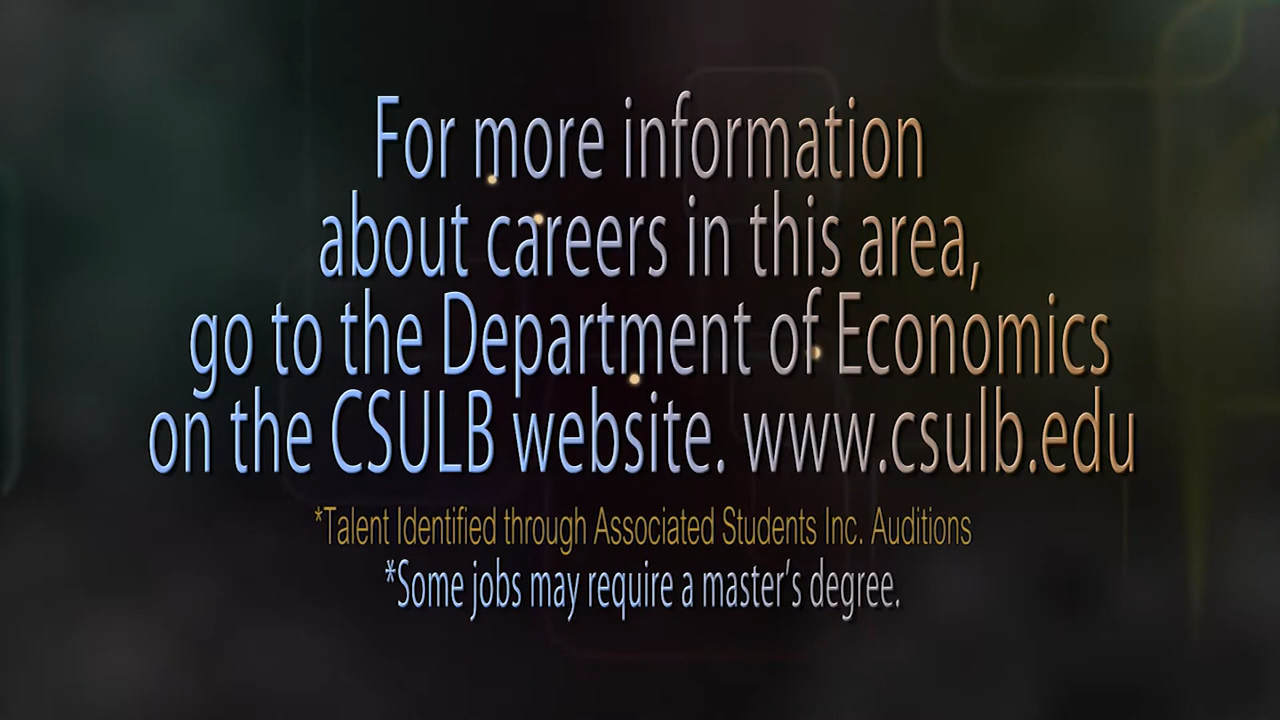 For more information
about careers in this area,
go to the Department of Economics
on the CSULB website. www.csulb.edu
*Talent Identified through Associated Students Inc. Auditions
*Some jobs may require a master's degree.